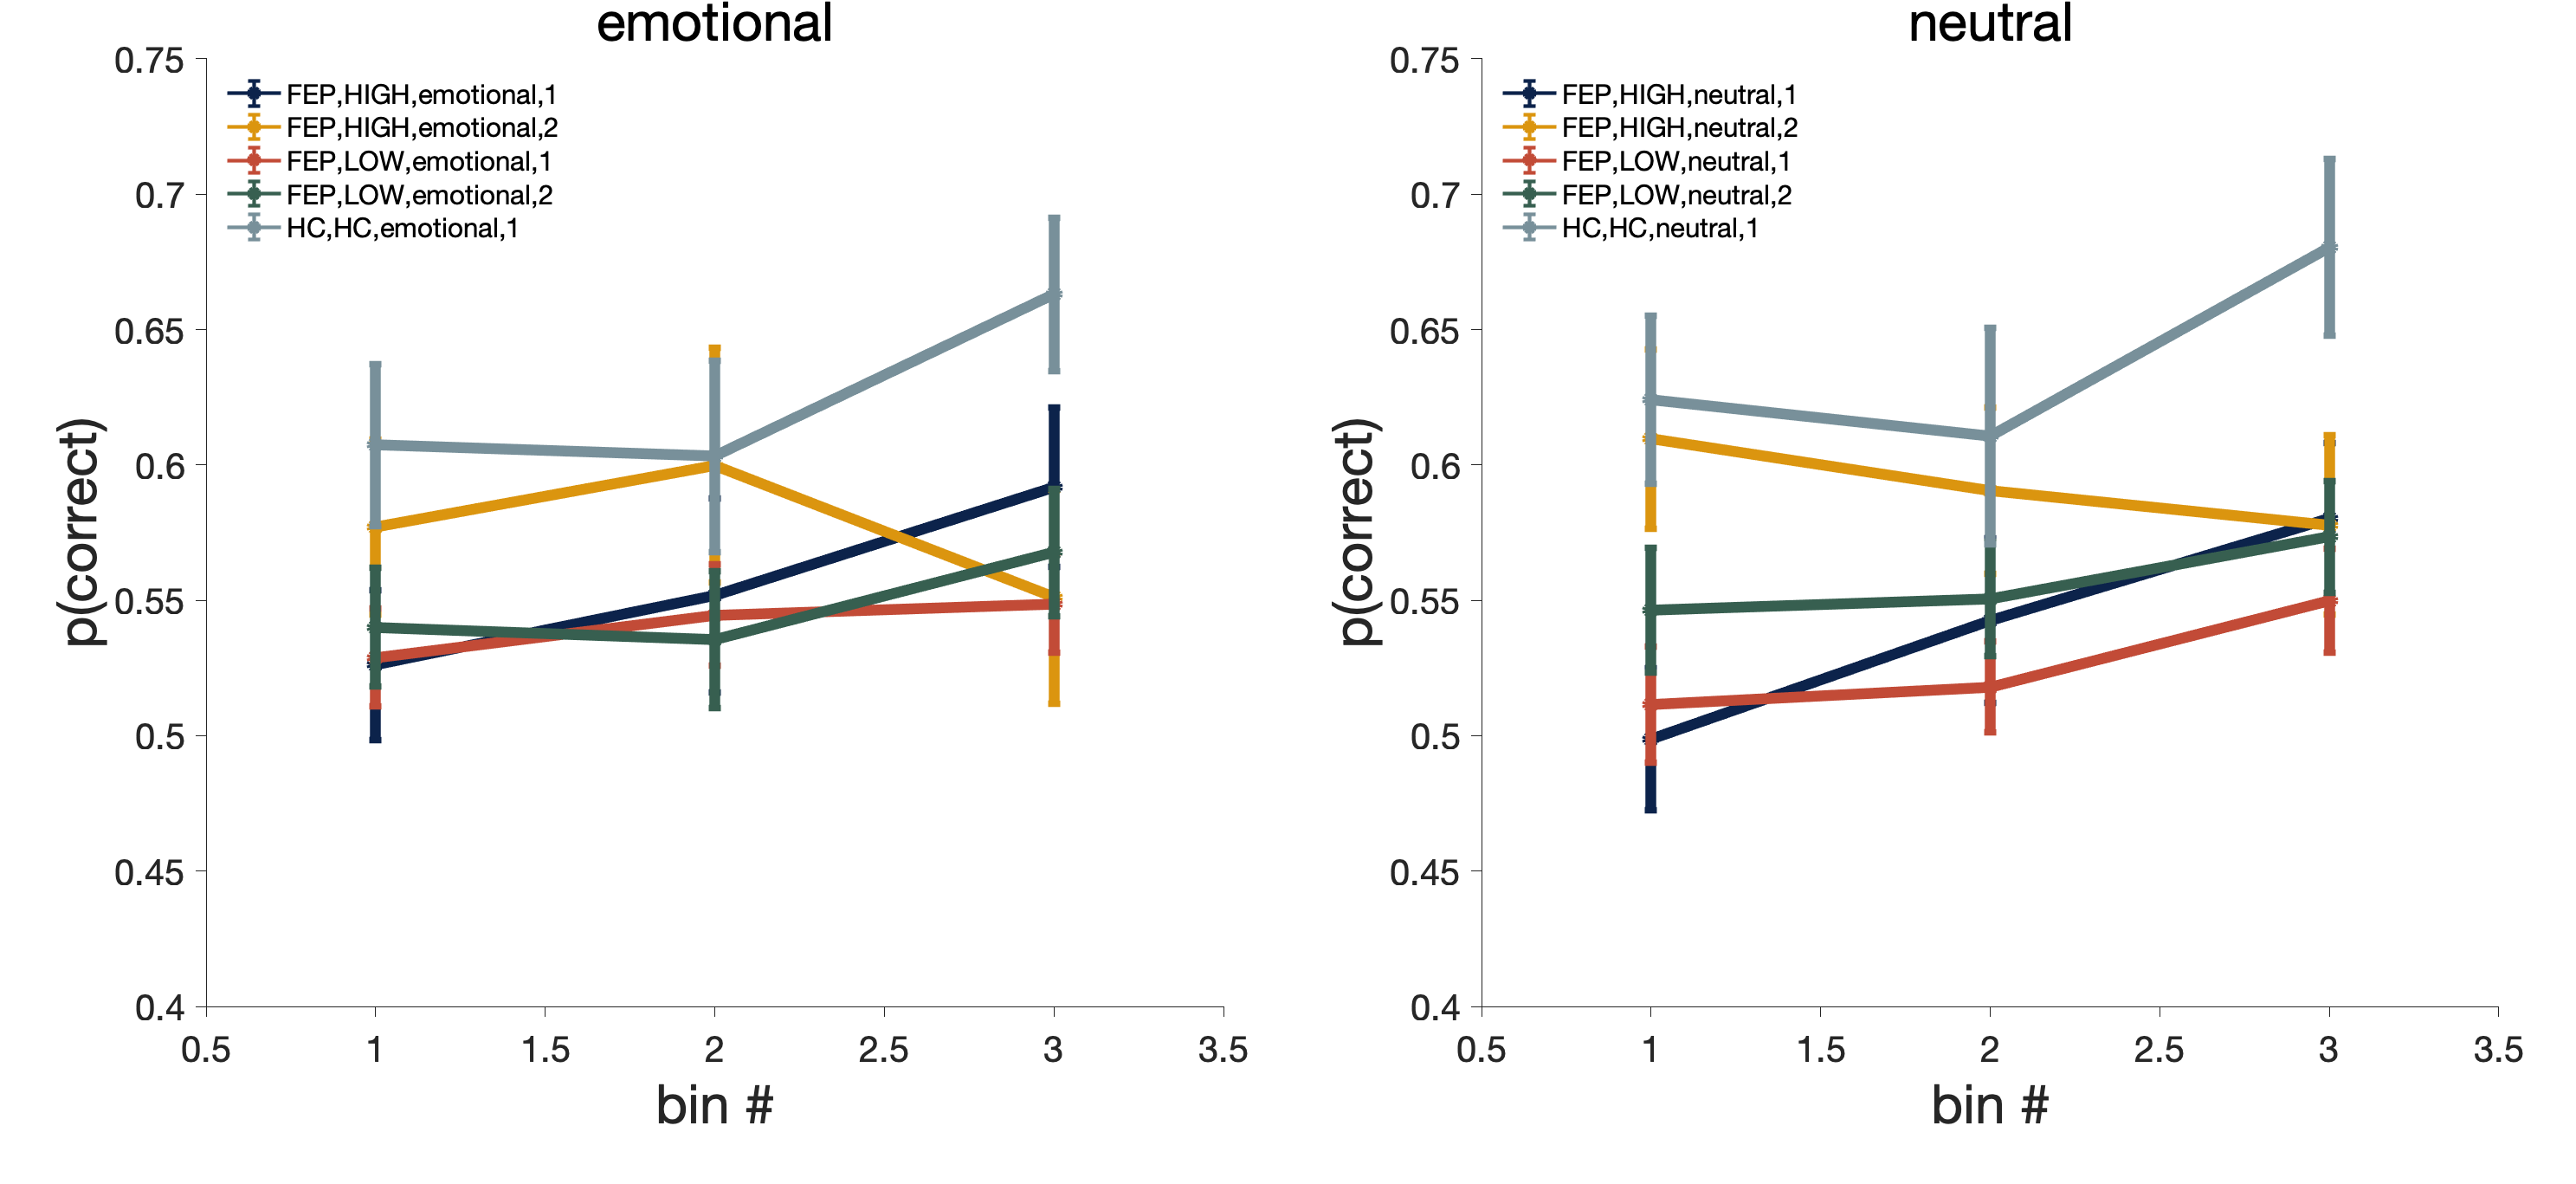 emotional
0.75
0.7
0.65
0.6
0.55
0.5
0.45
0.4
p(correct)
FEP,HIGH,emotional,1
FEP,HIGH,emotional,2
FEP,LOW,emotional,1
FEP,LOW,emotional,2
HC,HC,emotional,1
0.5 1 1.5 2 2.5 3 3.5
bin #
neutral
0.75
0.7
0.65
0.6
0.55
0.5
0.45
0.4
p(correct)
FEP,HIGH,neutral,1
FEP,HIGH,neutral,2
FEP,LOW,neutral,1
FEP,LOW,neutral,2
HC,HC,neutral,1
0.5 1 1.5 2 2.5 3 3.5
bin #